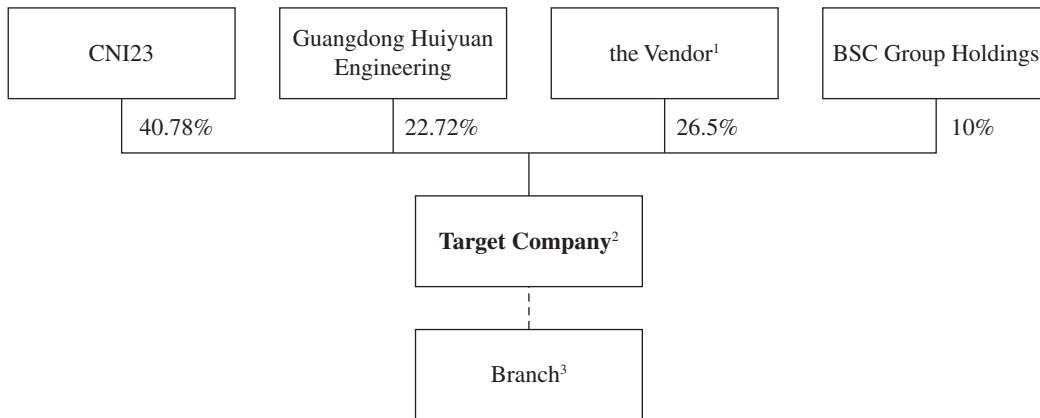 CNI23
Guangdong Huiyuan
Engineering
the Vendor¹
BSC Group Holdings
40.78%
22.72%
26.5%
10%
Target Company²
Branch³